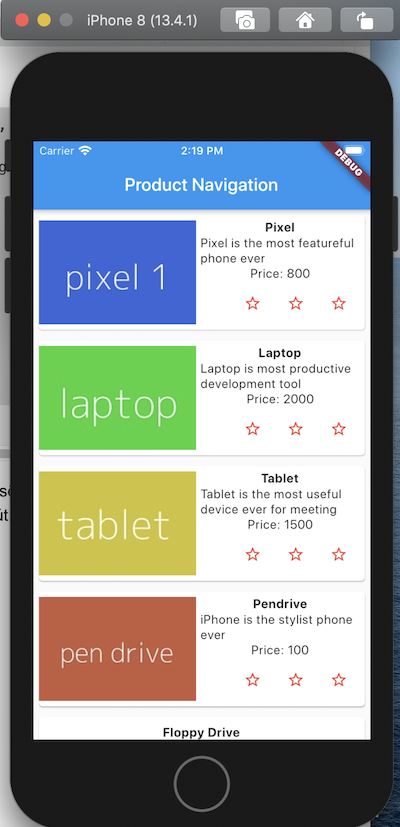 iPhone 8 (13.4.1)
Carrier 2:19 PM
DEBUG
Product Navigation
pixel 1
Pixel
Pixel is the most featureful
phone ever
Price: 800
laptop
Laptop
Laptop is most productive
development tool
Price: 2000
tablet
Tablet
Tablet is the most useful
device ever for meeting
Price: 1500
pen drive
Pendrive
iPhone is the stylist phone
ever
Price: 100
Floppy Drive